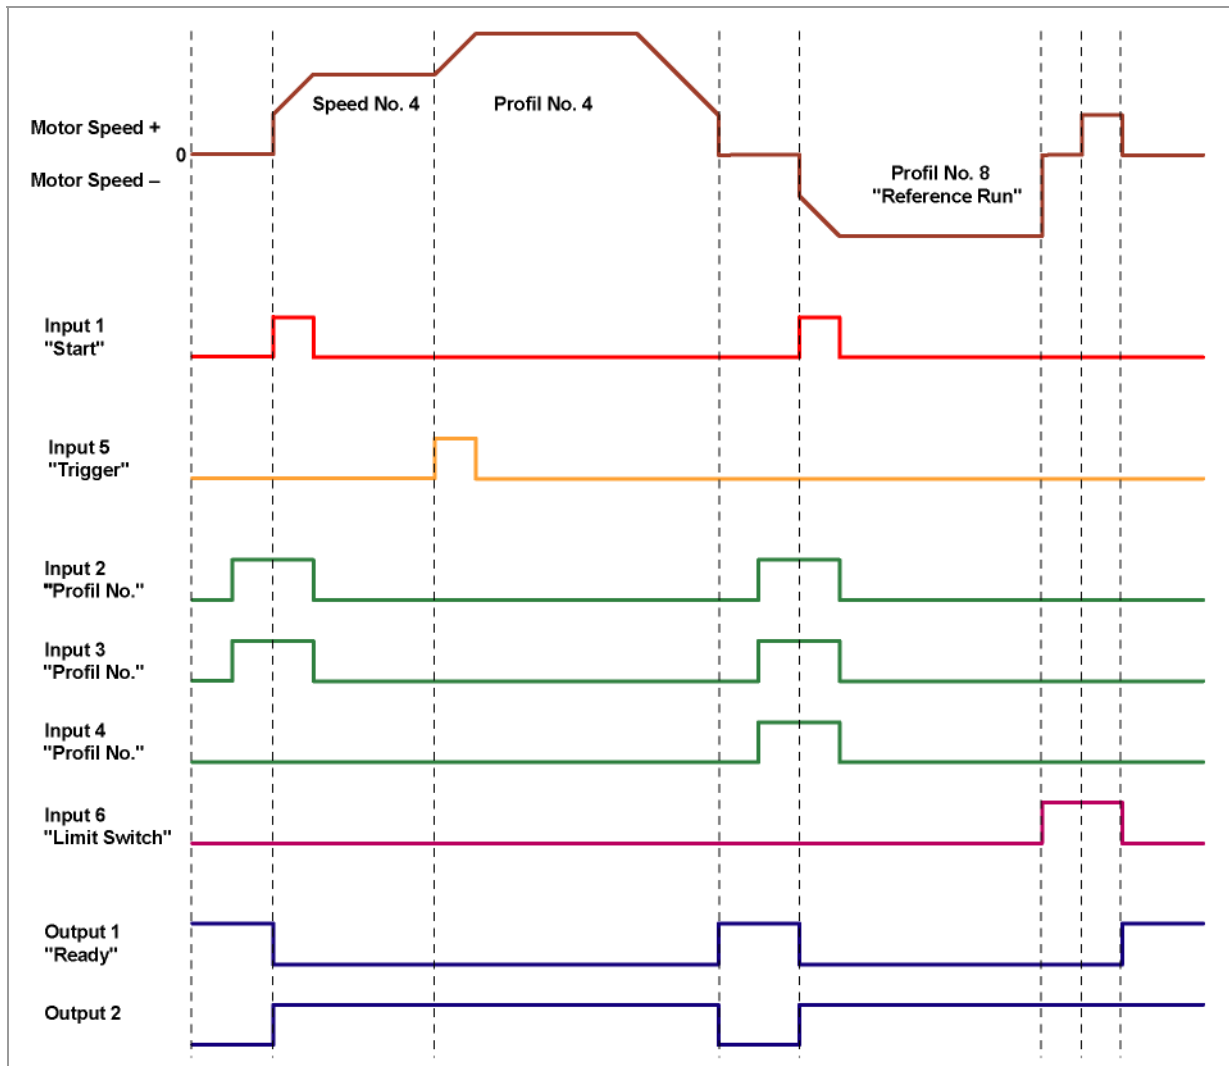 Speed No. 4
Profil No. 4
Motor Speed +
0
Motor Speed –
Profil No. 8
"Reference Run"
Input 1
"Start"
Input 5
"Trigger"
Input 2
"Profil No."
Input 3
"Profil No."
Input 4
"Profil No."
Input 6
"Limit Switch"
Output 1
"Ready"
Output 2